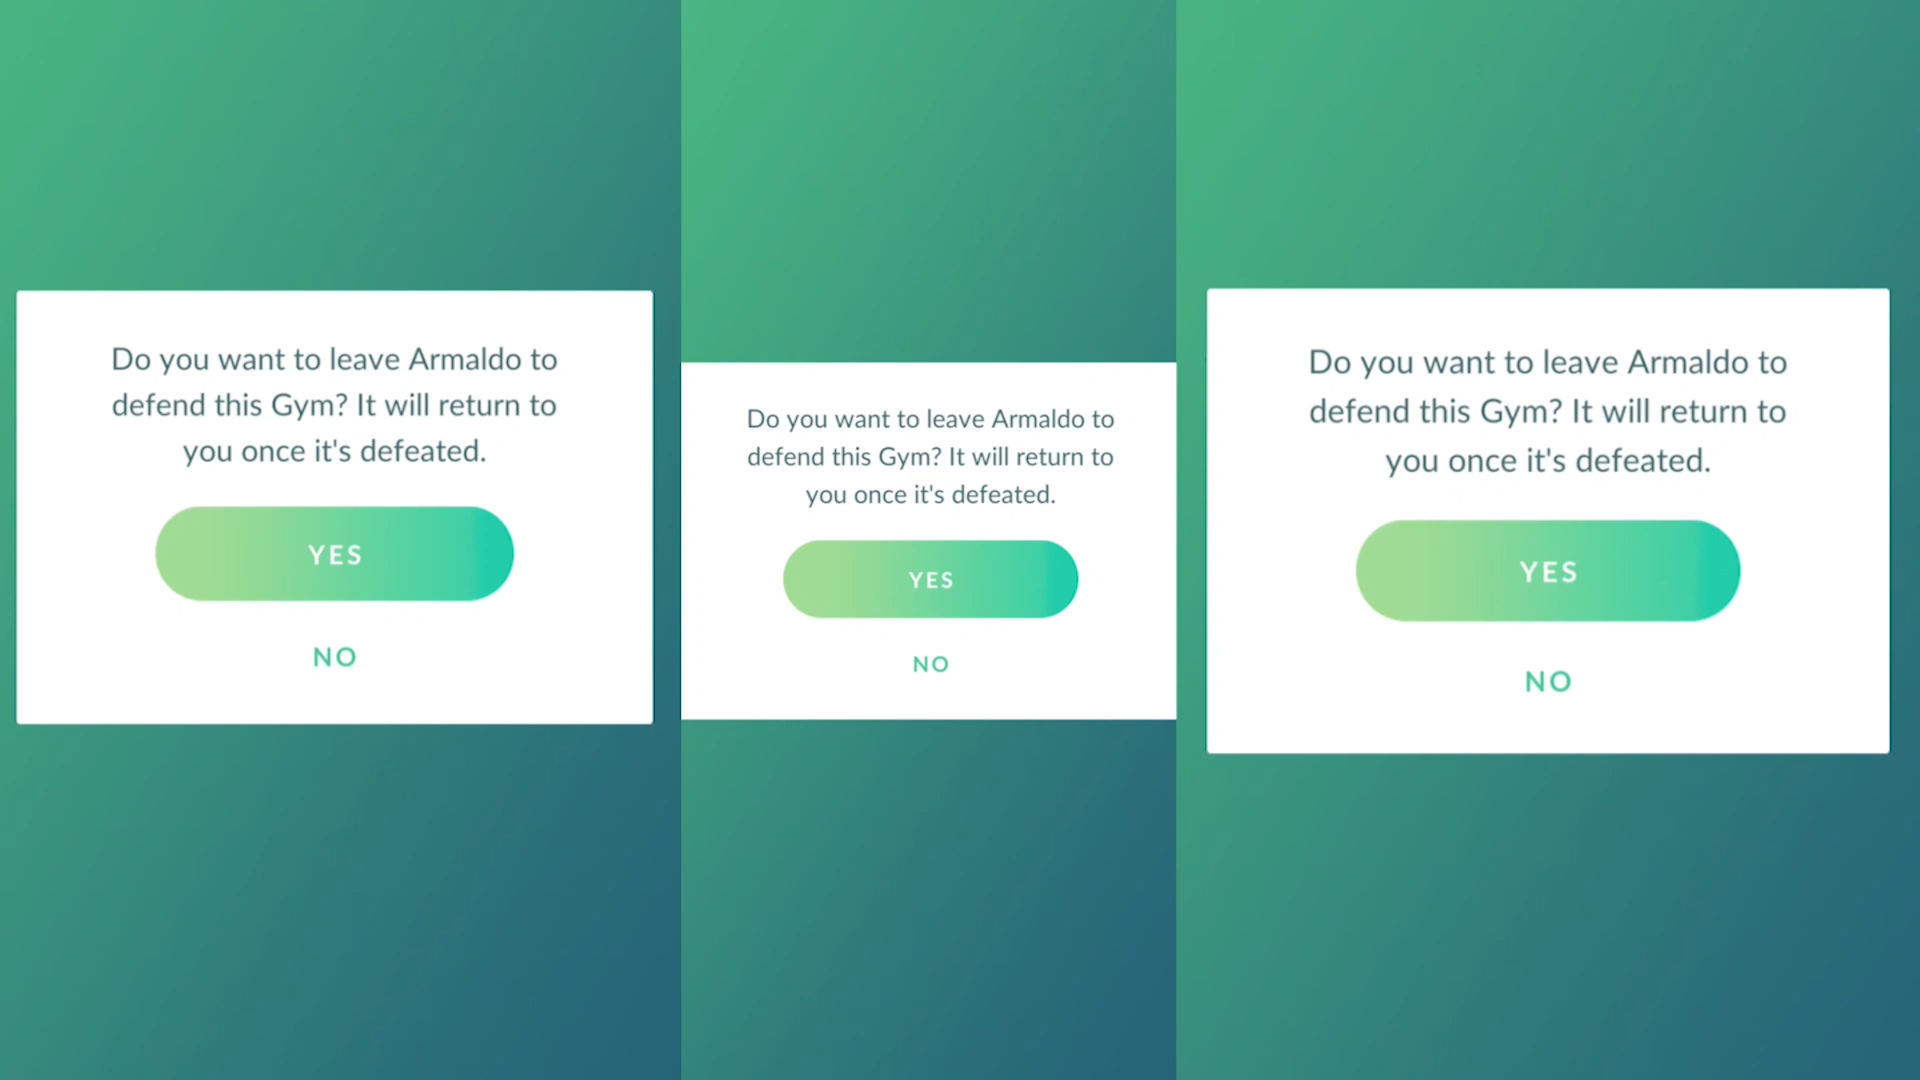 Do you want to leave Armaldo to
defend this Gym? It will return to
you once it's defeated.
YES
NO
Do you want to leave Armaldo to
defend this Gym? It will return to
you once it's defeated.
YES
NO
Do you want to leave Armaldo to
defend this Gym? It will return to
you once it's defeated.
YES
NO